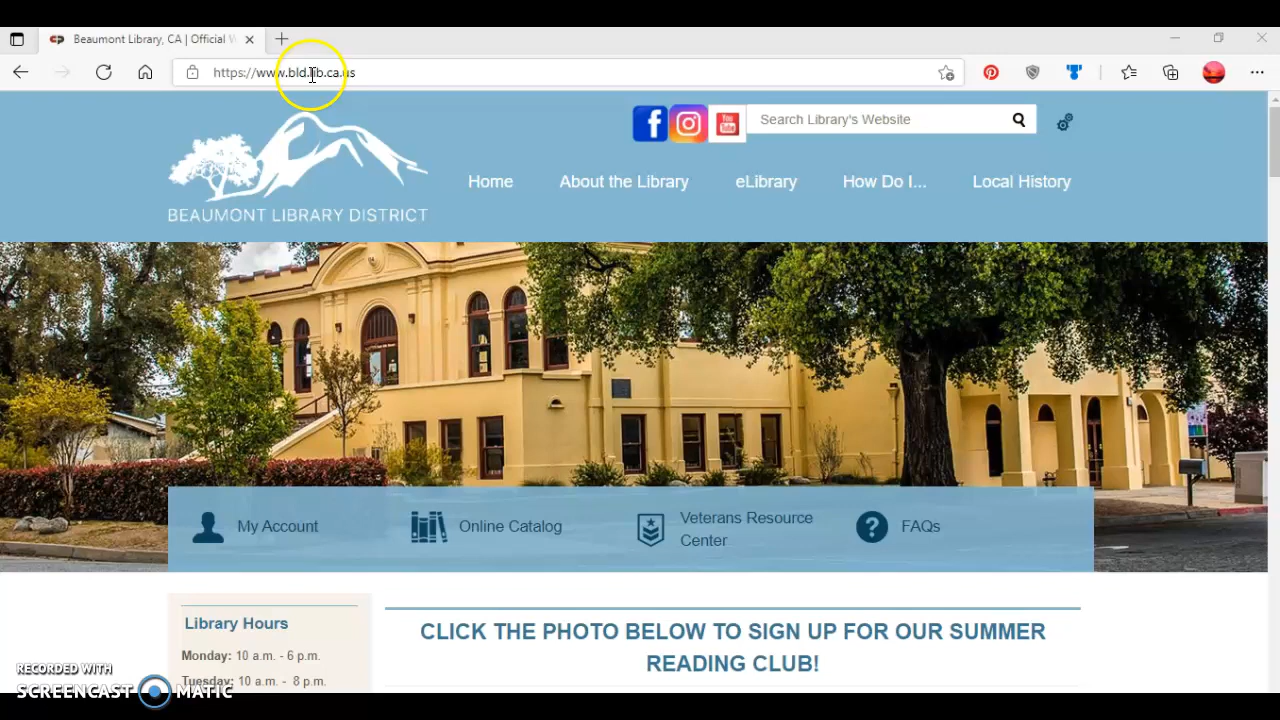 Beaumont Library, CA | Official W
https://www.bld.lib.ca.us
Search Library's Website
BEAUMONT LIBRARY DISTRICT
Home About the Library eLibrary How Do I... Local History
My Account Online Catalog Veterans Resource Center FAQs
Library Hours
Monday: 10 a.m. - 6 p.m.
Tuesday: 10 a.m. - 8 p.m.
CLICK THE PHOTO BELOW TO SIGN UP FOR OUR SUMMER
READING CLUB!
RECORDED WITH
SCREENCAST MATIC